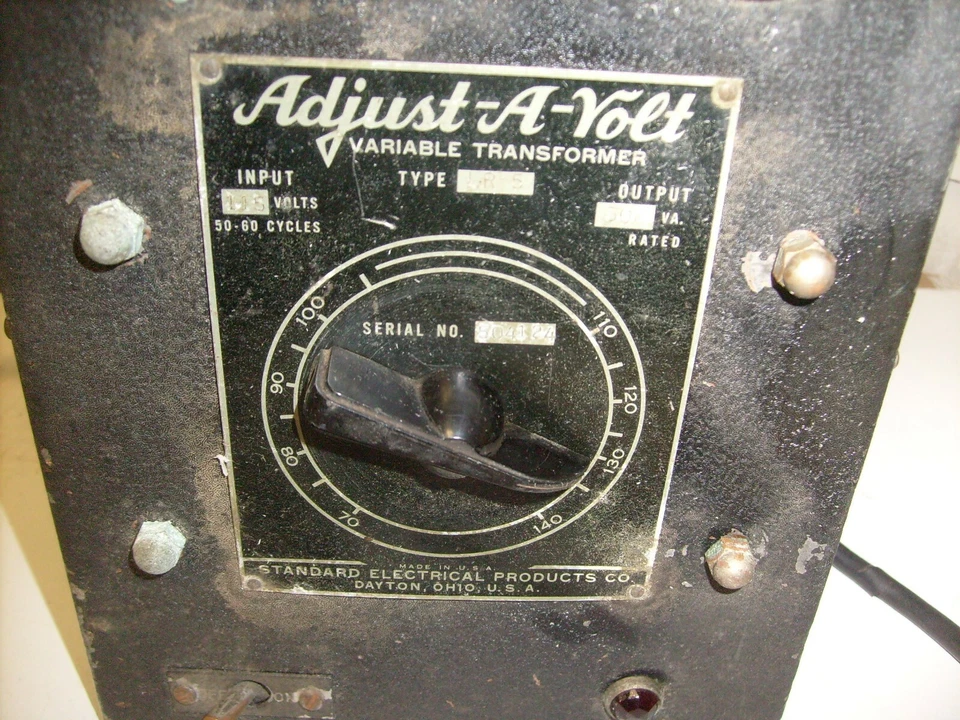 Adjust-A-Volt
VARIABLE TRANSFORMER
INPUT
115 VOLTS
50-60 CYCLES
TYPE
OUTPUT
VA.
RATED
SERIAL NO.
100
110
90
120
80
130
70
140
MADE IN U.S.A.
STANDARD ELECTRICAL PRODUCTS CO.
DAYTON, OHIO, U.S.A.